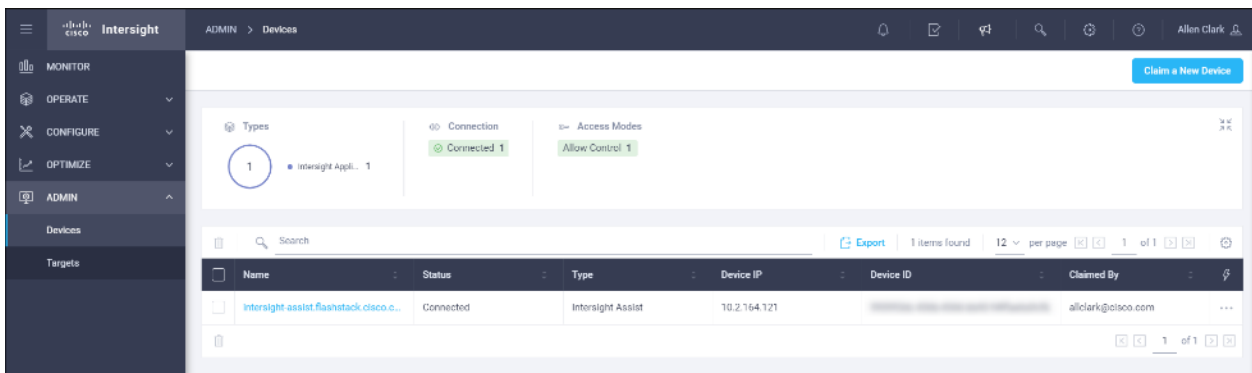 cisco Intersight
ADMIN > Devices
Allen Clark
MONITOR
Claim a New Device
OPERATE
CONFIGURE
OPTIMIZE
ADMIN
Devices
Targets
Types
1
Intersight Appli... 1
Connection
Connected 1
Access Modes
Allow Control 1
Search
Export
1 items found
12 per page
1 of 1
Name Status Type Device IP Device ID Claimed By
intersight-assist.flashstack.cisco.c... Connected Intersight Assist 10.2.164.121 allclark@cisco.com ...
1 of 1